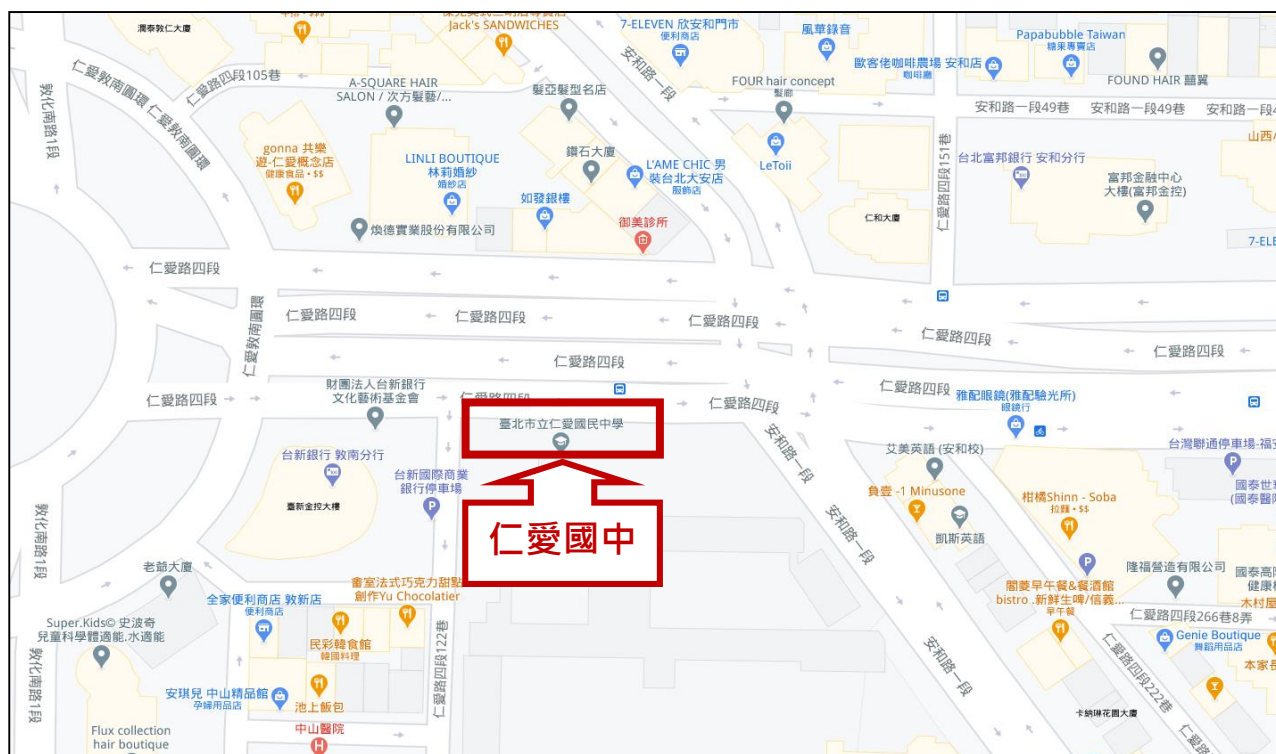 潤泰敦仁大廈
Jack's SANDWICHES
7-ELEVEN 欣安和門市
便利商店
風華錄音
Papabubble Taiwan
糖果專賣店
歐客佬咖啡農場 安和店
咖啡廳
FOUND HAIR 囍翼
仁愛敦南圓環
仁愛路四段105巷
安和路一段
A-SQUARE HAIR
SALON / 次方髮藝/...
髮亞髮型名店
FOUR hair concept
髮廊
安和路一段49巷
安和路一段49巷
安和路一段4
敦化南路1段
仁愛敦南圓環
gonna 共樂
遊-仁愛概念店
健康食品・$$
LINLI BOUTIQUE
林莉婚紗
婚紗店
鑽石大廈
L'AME CHIC 男
裝台北大安店
服飾店
LeToii
仁愛路四段151巷
台北富邦銀行 安和分行
富邦金融中心
大樓(富邦金控)
如發銀樓
仁和大廈
煥德實業股份有限公司
御美診所
7-ELE
仁愛路四段
仁愛敦南圓環
仁愛路四段
仁愛路四段
仁愛路四段
仁愛路四段
仁愛路四段
仁愛路四段
財團法人台新銀行
文化藝術基金會
仁愛路四段
仁愛路四段
仁愛路四段
仁愛路四段
雅配眼鏡(雅配驗光所)
眼鏡行
臺北市立仁愛國民中學
安和路一段
艾美英語 (安和校)
台灣聯通停車場-福安
台新銀行 敦南分行
台新國際商業
銀行停車場
臺新金控大樓
負壹 -1 Minusone
柑橘Shinn - Soba
拉麵・$$
國泰世
(國泰醫
仁愛國中
敦化南路1段
安和路一段
凱斯英語
老爺大廈
畬室法式巧克力甜點
創作Yu Chocolatier
閤菱早午餐&餐酒館
bistro .新鮮生啤/信義...
早午餐
隆福營造有限公司
國泰高
健康
全家便利商店 敦新店
便利商店
Super.Kids© 史波奇
兒童科學體適能.水適能
民彩韓食館
韓國料理
仁愛路四段122巷
仁愛路四段266巷8弄
木村屋
Genie Boutique
舞蹈用品店
敦化南路1段
安和路一段
仁愛路四段222巷
本家
安琪兒 中山精品館
孕婦用品店
池上飯包
卡納琳花園大廈
Flux collection
hair boutique
中山醫院
仁愛路